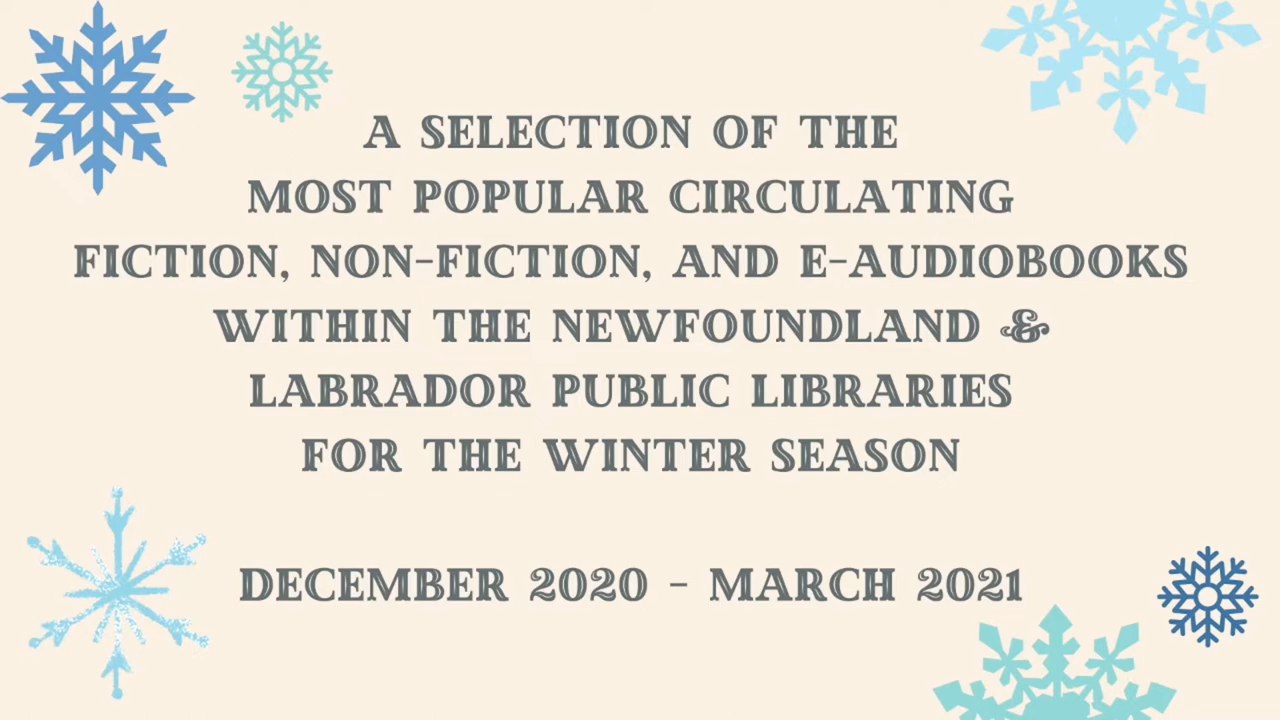 A SELECTION OF THE
MOST POPULAR CIRCULATING
FICTION, NON-FICTION, AND E-AUDIOBOOKS
WITHIN THE NEWFOUNDLAND &
LABRADOR PUBLIC LIBRARIES
FOR THE WINTER SEASON
DECEMBER 2020 - MARCH 2021